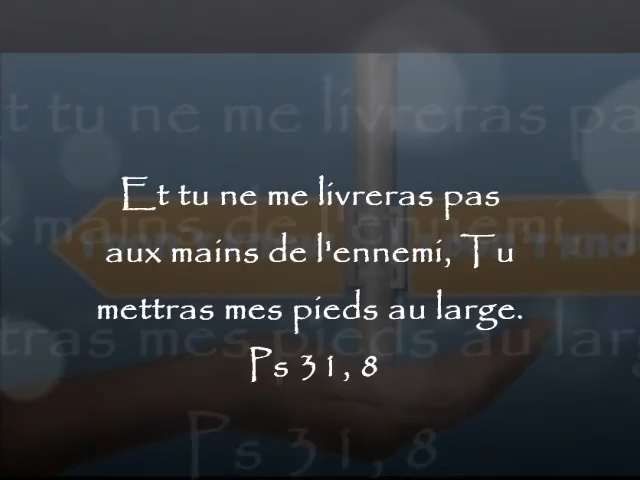 Et tu ne me livreras pas
aux mains de l'ennemi, Tu
mettras mes pieds au large.
Ps 31, 8